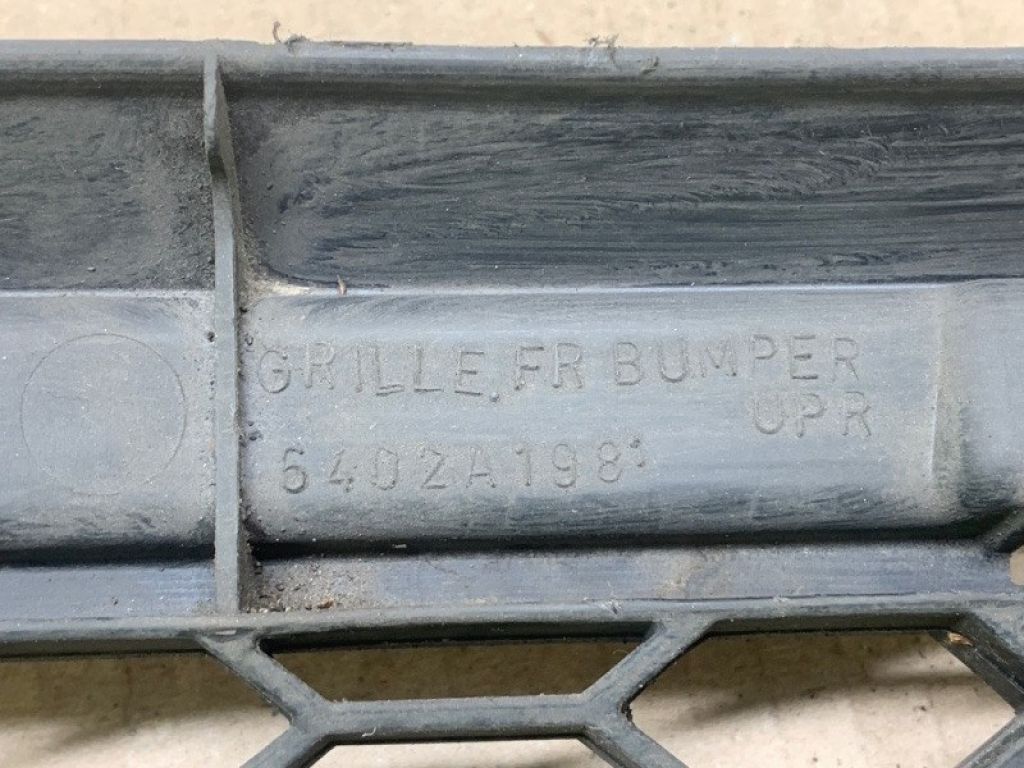 GRILLE, FR BUMPER
UPR
6402A198